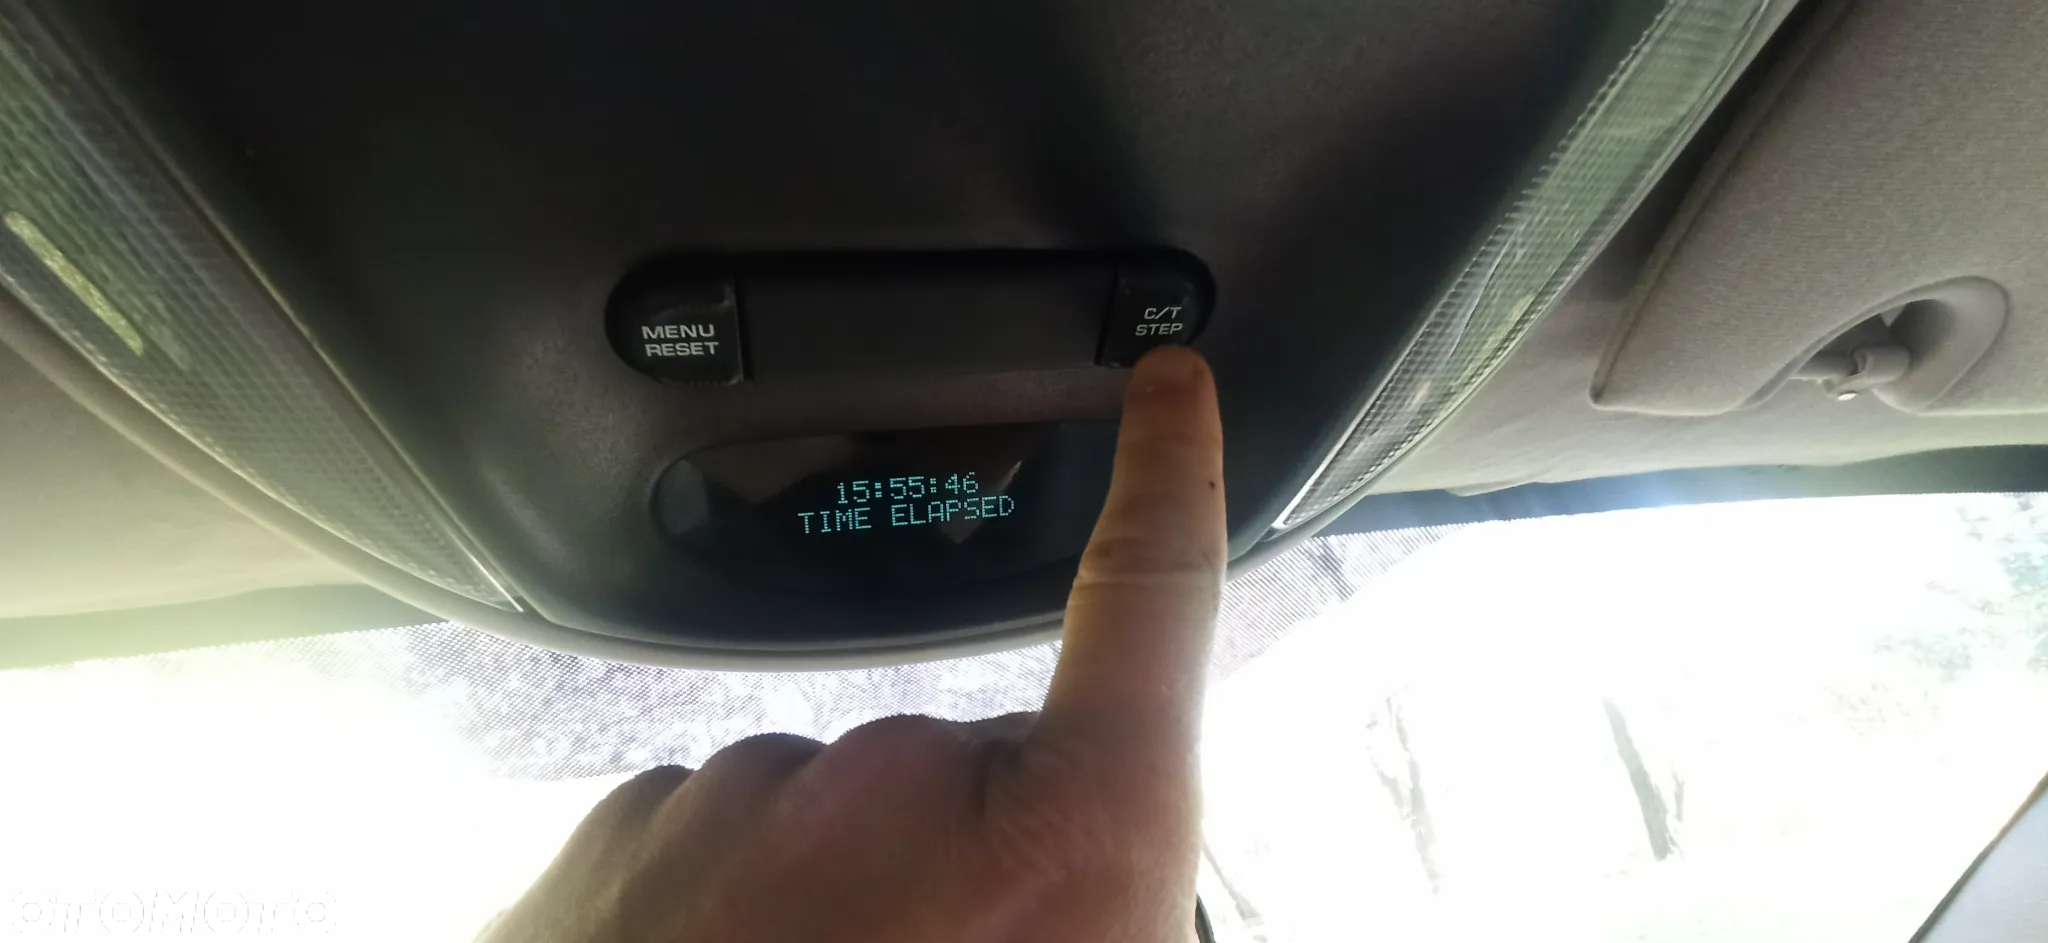 MENU
RESET
C/T
STEP
15:55:46
TIME ELAPSED
OTOMOTO